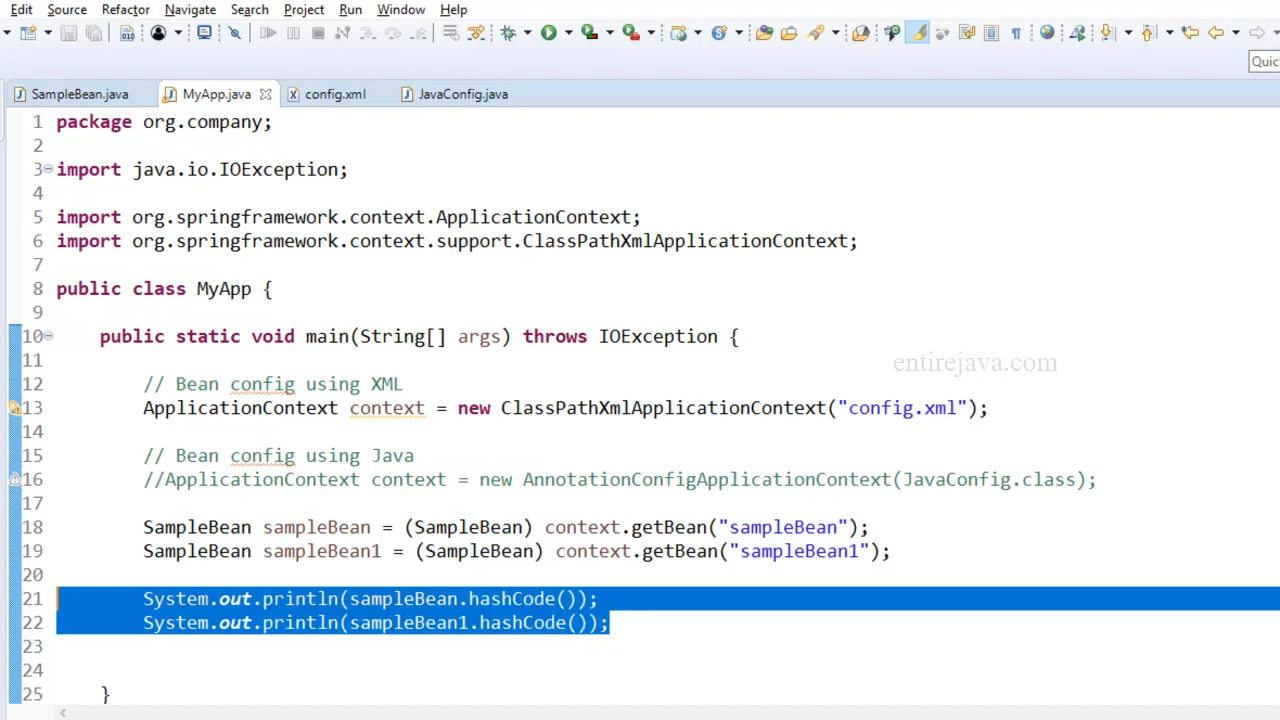 Edit Source Refactor Navigate Search Project Run Window Help
Quic
SampleBean.java MyApp.java config.xml JavaConfig.java
1 package org.company;
2
3 import java.io.IOException;
4
5 import org.springframework.context.ApplicationContext;
6 import org.springframework.context.support.ClassPathXmlApplicationContext;
7
8 public class MyApp {
9
10 public static void main(String[] args) throws IOException {
11
entirejava.com
12 // Bean config using XML
13 ApplicationContext context = new ClassPathXmlApplicationContext("config.xml");
14
15 // Bean config using Java
16 //ApplicationContext context = new AnnotationConfigApplicationContext(JavaConfig.class);
17
18 SampleBean sampleBean = (SampleBean) context.getBean("sampleBean");
19 SampleBean sampleBean1 = (SampleBean) context.getBean("sampleBean1");
20
21 System.out.println(sampleBean.hashCode());
22 System.out.println(sampleBean1.hashCode());
23
24
25 }